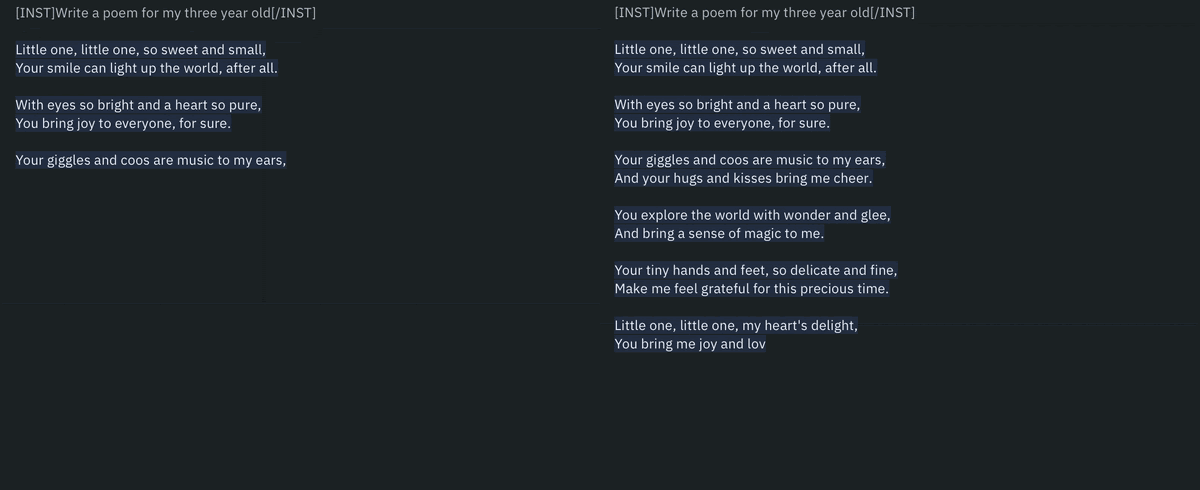 [INST]Write a poem for my three year old[/INST]
Little one, little one, so sweet and small,
Your smile can light up the world, after all.
With eyes so bright and a heart so pure,
You bring joy to everyone, for sure.
Your giggles and coos are music to my ears,
[INST]Write a poem for my three year old[/INST]
Little one, little one, so sweet and small,
Your smile can light up the world, after all.
With eyes so bright and a heart so pure,
You bring joy to everyone, for sure.
Your giggles and coos are music to my ears,
And your hugs and kisses bring me cheer.
You explore the world with wonder and glee,
And bring a sense of magic to me.
Your tiny hands and feet, so delicate and fine,
Make me feel grateful for this precious time.
Little one, little one, my heart's delight,
You bring me joy and lov